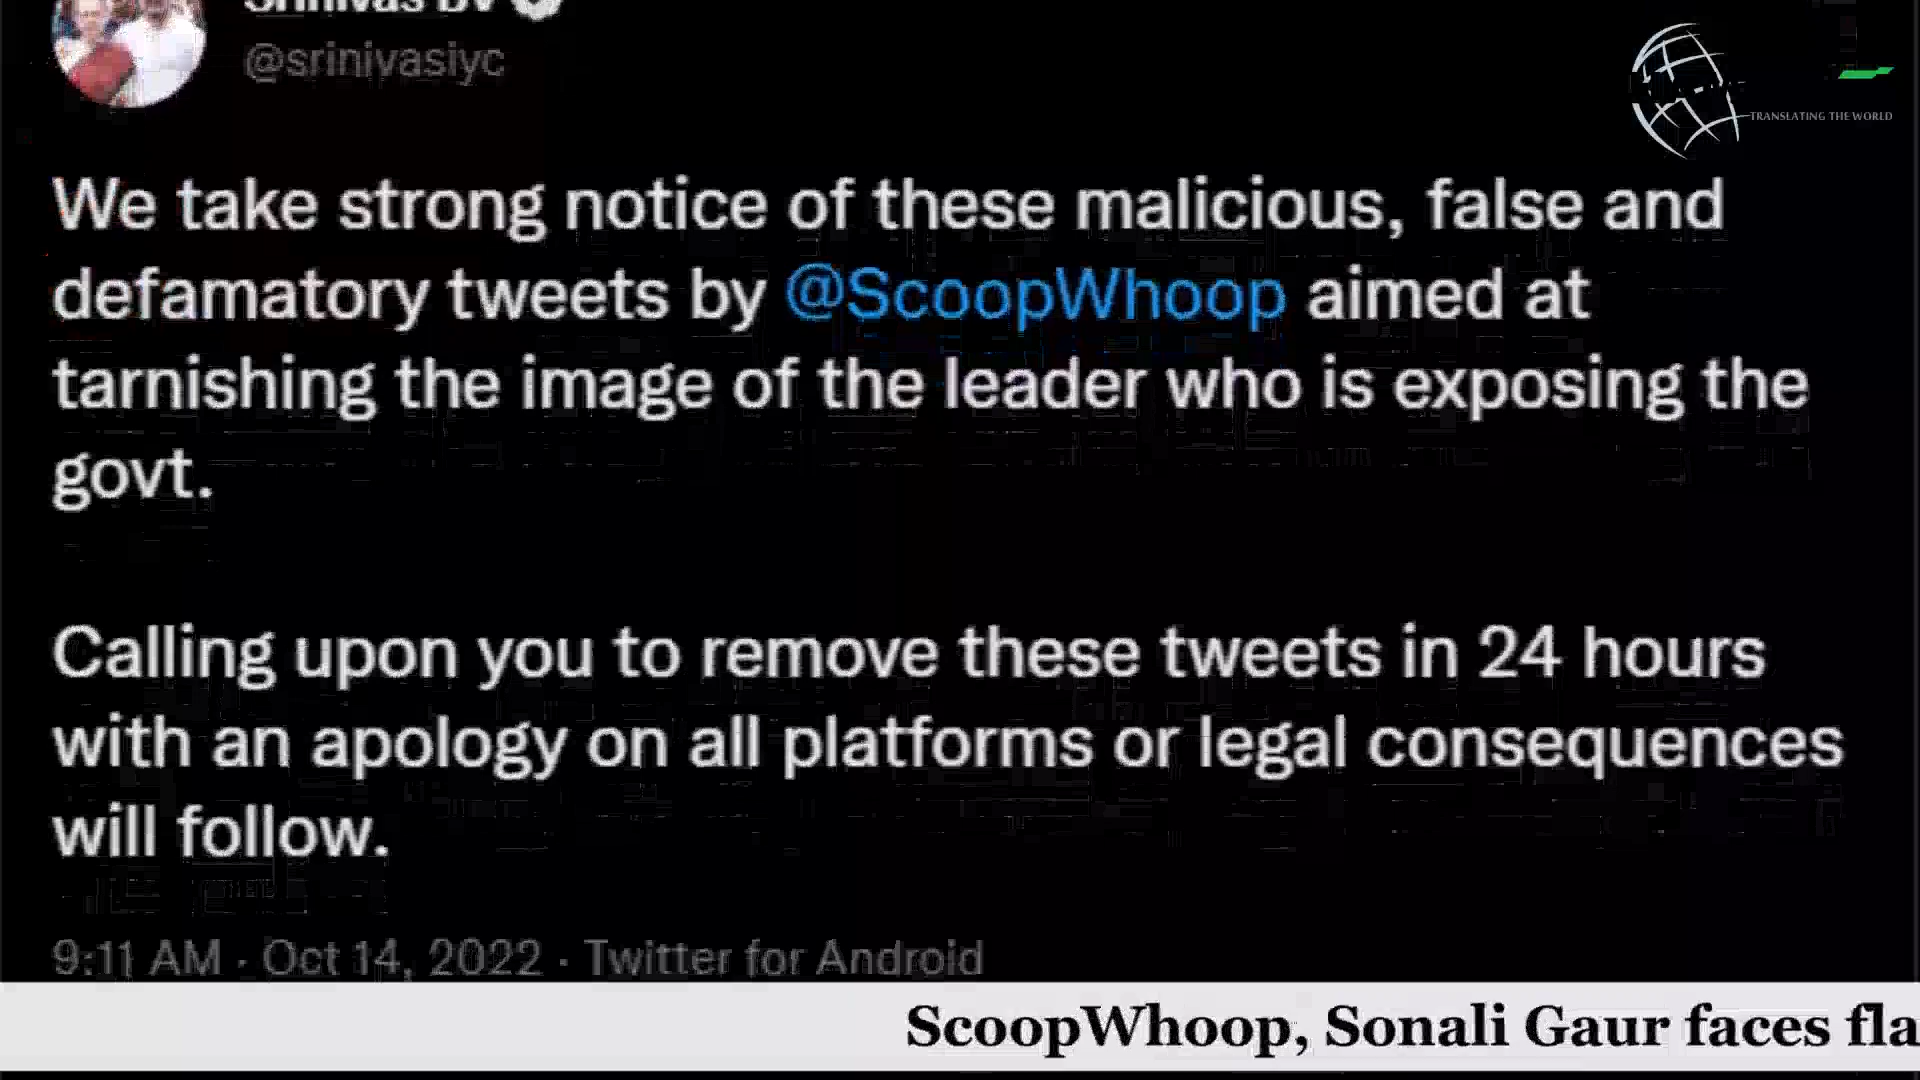 Srinivas BV
@srinivasiyc
TRANSLATING THE WORLD
We take strong notice of these malicious, false and
defamatory tweets by @ScoopWhoop aimed at
tarnishing the image of the leader who is exposing the
govt.
Calling upon you to remove these tweets in 24 hours
with an apology on all platforms or legal consequences
will follow.
9:11 AM · Oct 14, 2022 · Twitter for Android
ScoopWhoop, Sonali Gaur faces fla